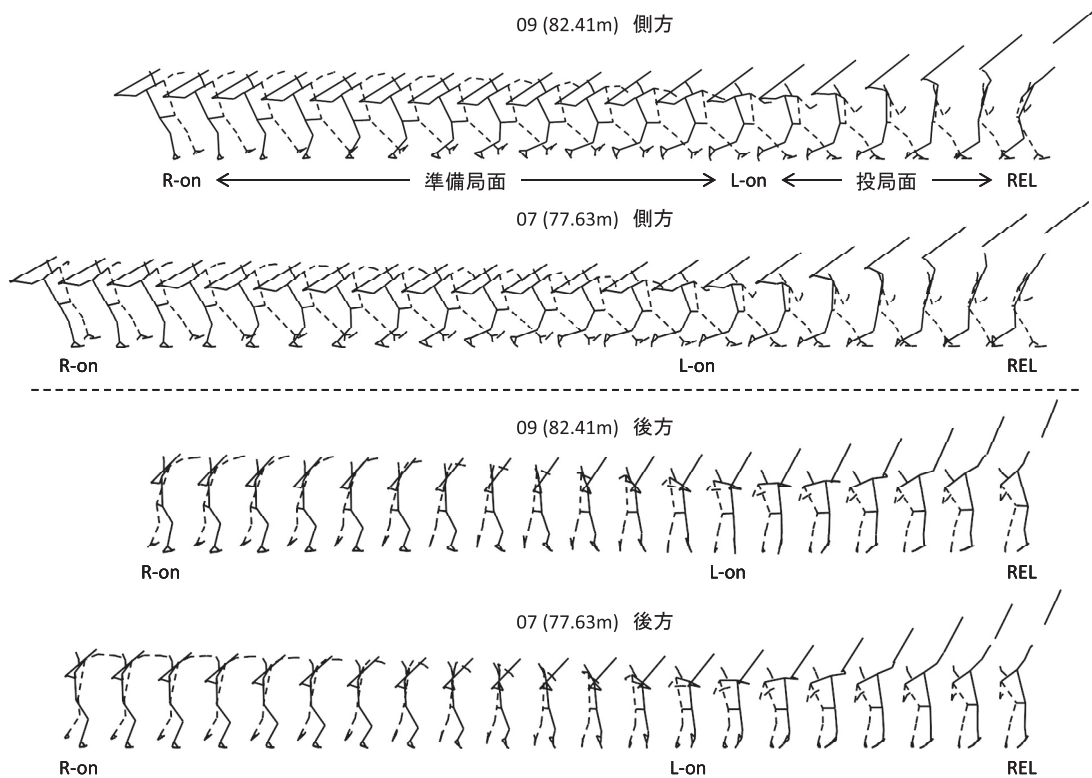 09 (82.41m) 側方
R-on 準備局面 L-on 投局面 REL
07 (77.63m) 側方
R-on L-on REL
09 (82.41m) 後方
R-on L-on REL
07 (77.63m) 後方
R-on L-on REL